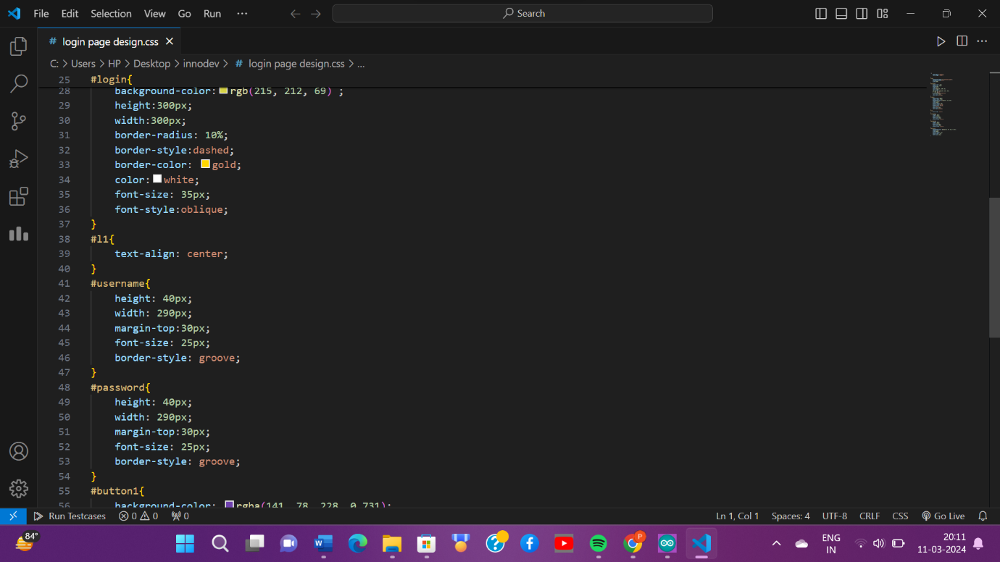 File Edit Selection View Go Run ... Search
# login page design.css
C: > Users > HP > Desktop > innodev > # login page design.css > ...
25 #login{
28 background-color: rgb(215, 212, 69) ;
29 height:300px;
30 width:300px;
31 border-radius: 10%;
32 border-style:dashed;
33 border-color: gold;
34 color: white;
35 font-size: 35px;
36 font-style:oblique;
37 }
38 #l1{
39 text-align: center;
40 }
41 #username{
42 height: 40px;
43 width: 290px;
44 margin-top:30px;
45 font-size: 25px;
46 border-style: groove;
47 }
48 #password{
49 height: 40px;
50 width: 290px;
51 margin-top:30px;
52 font-size: 25px;
53 border-style: groove;
54 }
55 #button1{
56 background-color: rgba(141, 78, 228, 0.731);
Run Testcases 0 0 0 Ln 1, Col 1 Spaces: 4 UTF-8 CRLF CSS Go Live
84° ENG 20:11
IN 11-03-2024